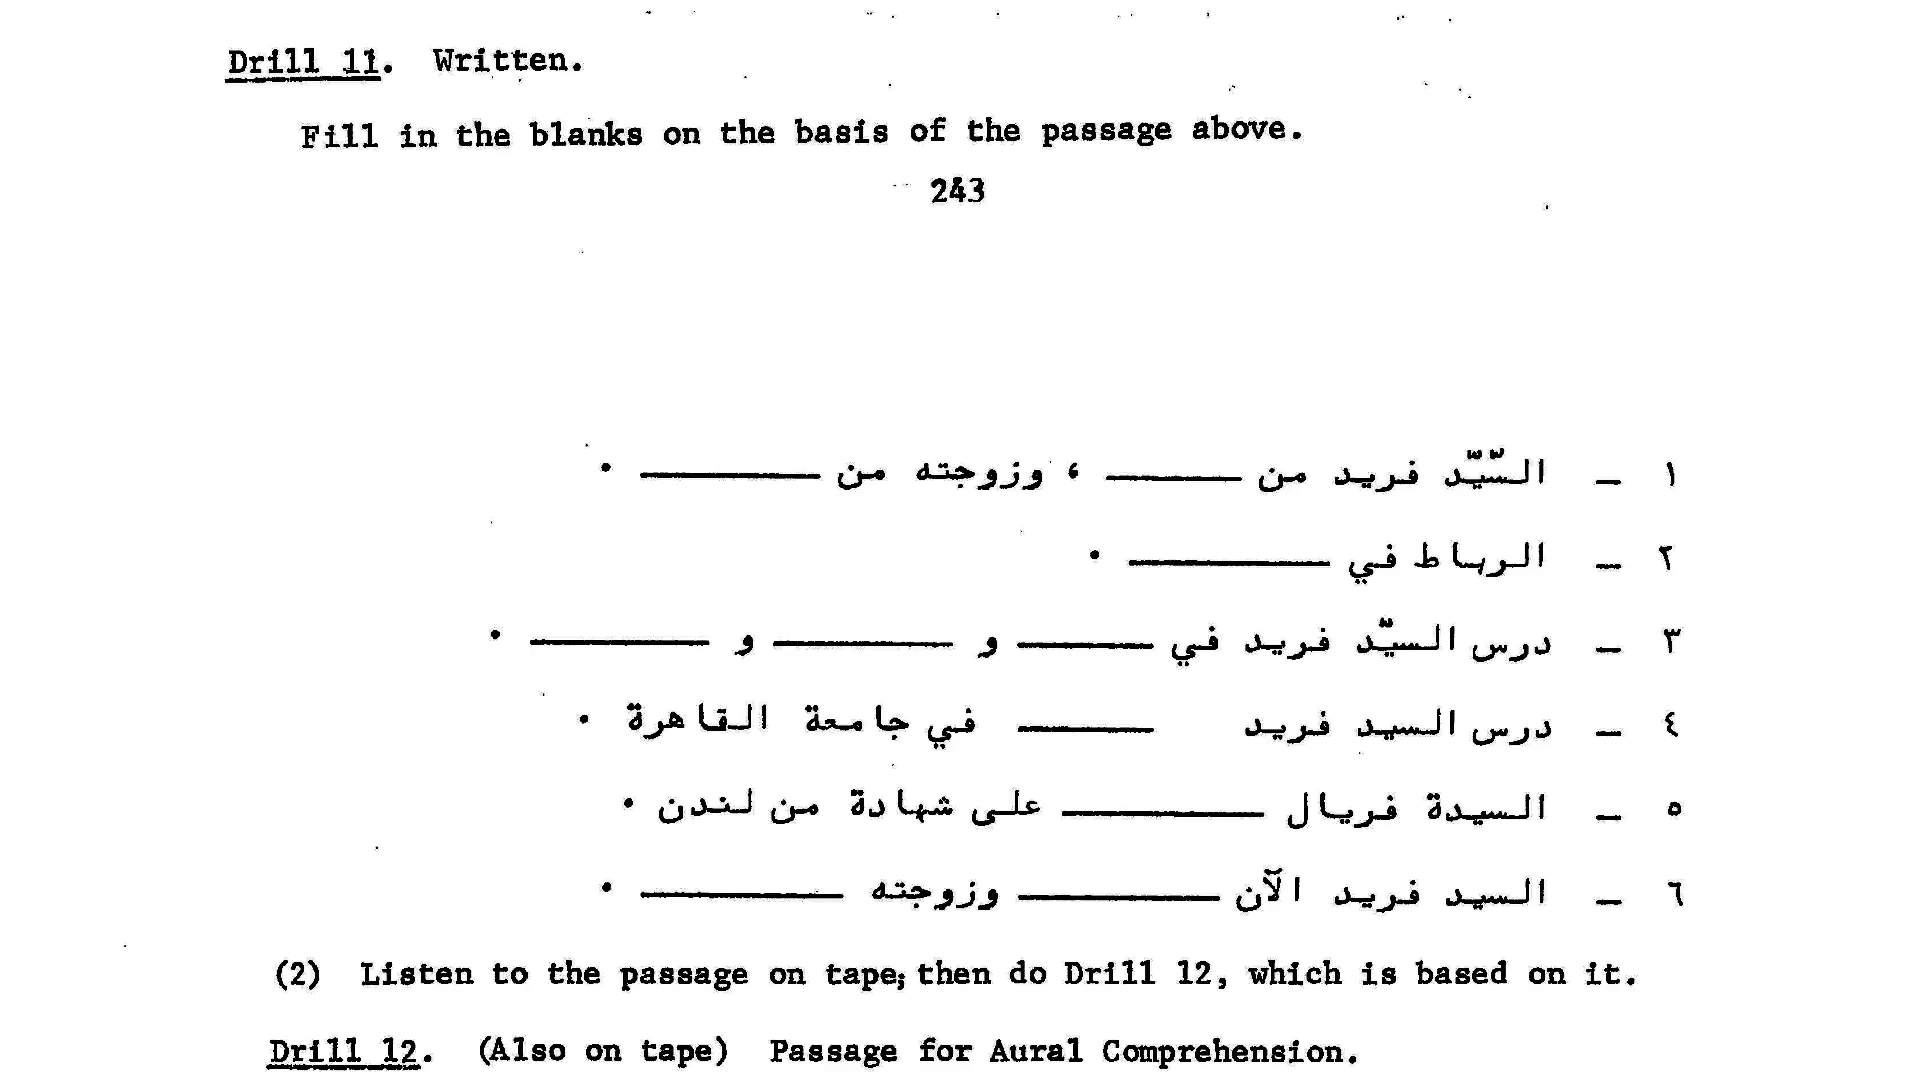 Drill 11. Written.
Fill in the blanks on the basis of the passage above.
243
١ - السّيّد فريد من ______ ، وزوجته من ______ .
٢ - الرباط في ______ .
٣ - درس السيّد فريد في ______ و ______ و ______ .
٤ - درس السيد فريد ______ في جامعة القاهرة .
٥ - السيدة فريال ______ على شهادة من لندن .
٦ - السيد فريد الآن ______ وزوجته ______ .
(2) Listen to the passage on tape; then do Drill 12, which is based on it.
Drill 12. (Also on tape) Passage for Aural Comprehension.